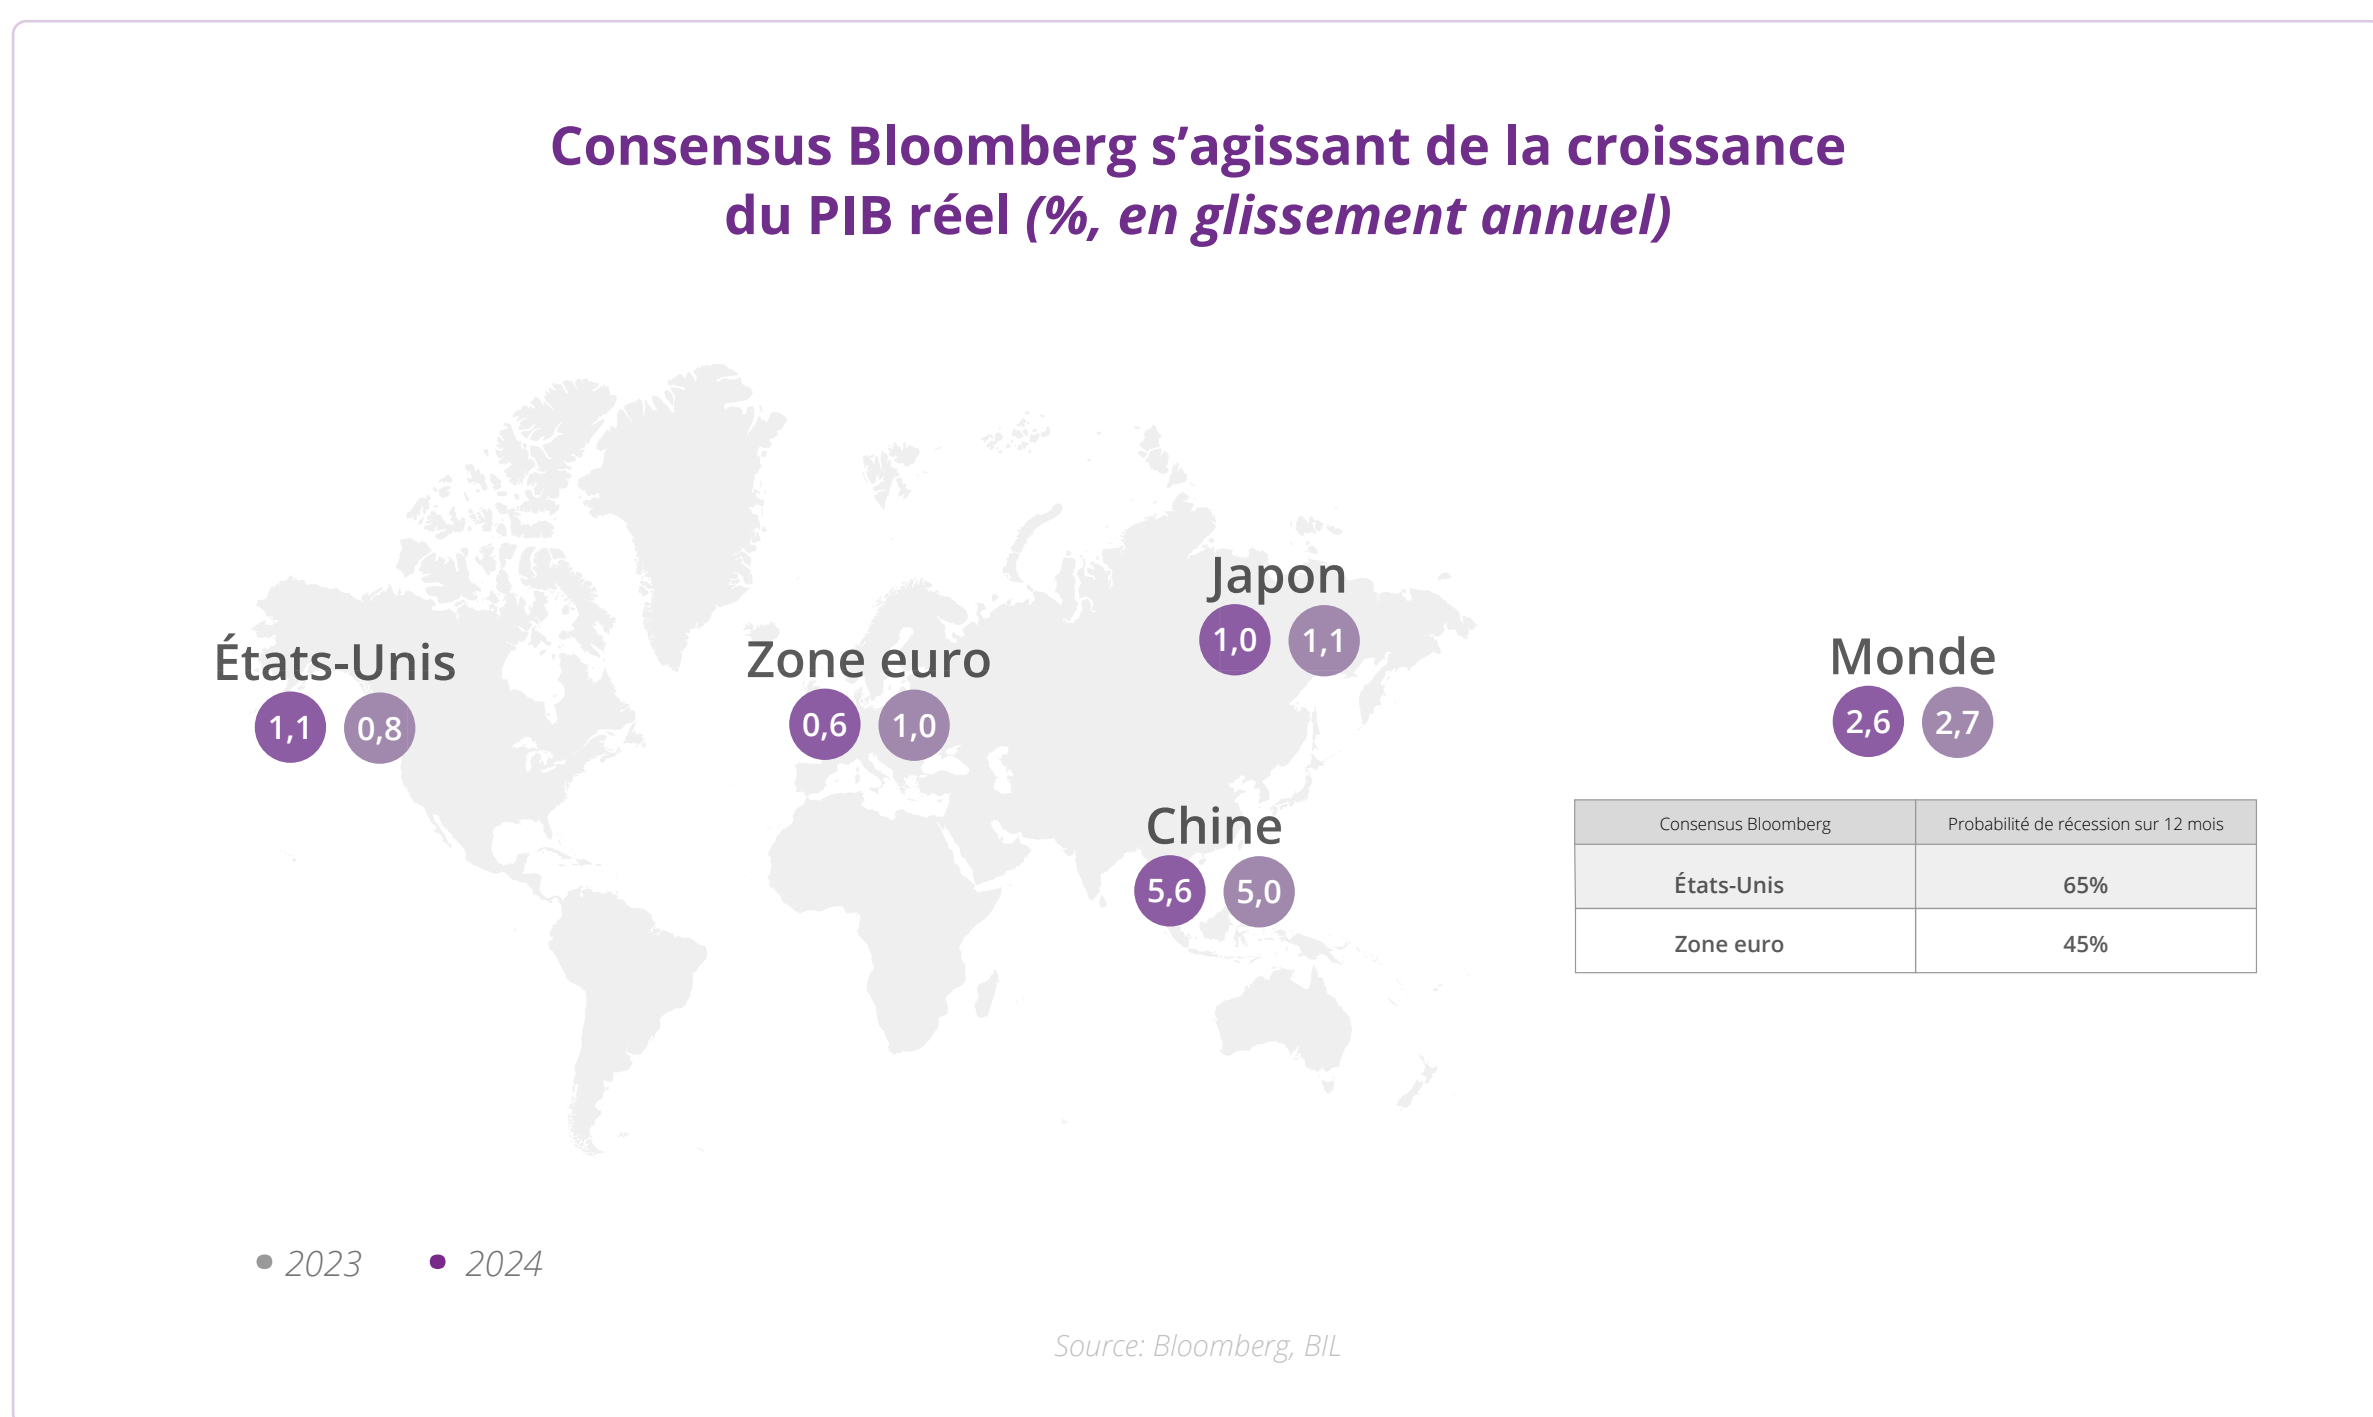 Consensus Bloomberg s’agissant de la croissance
du PIB réel (%, en glissement annuel)
Japon
1,0 1,1
États-Unis
1,1 0,8
Zone euro
0,6 1,0
Monde
2,6 2,7
Chine
5,6 5,0
Consensus Bloomberg Probabilité de récession sur 12 mois
États-Unis 65%
Zone euro 45%
2023 2024
Source: Bloomberg, BIL